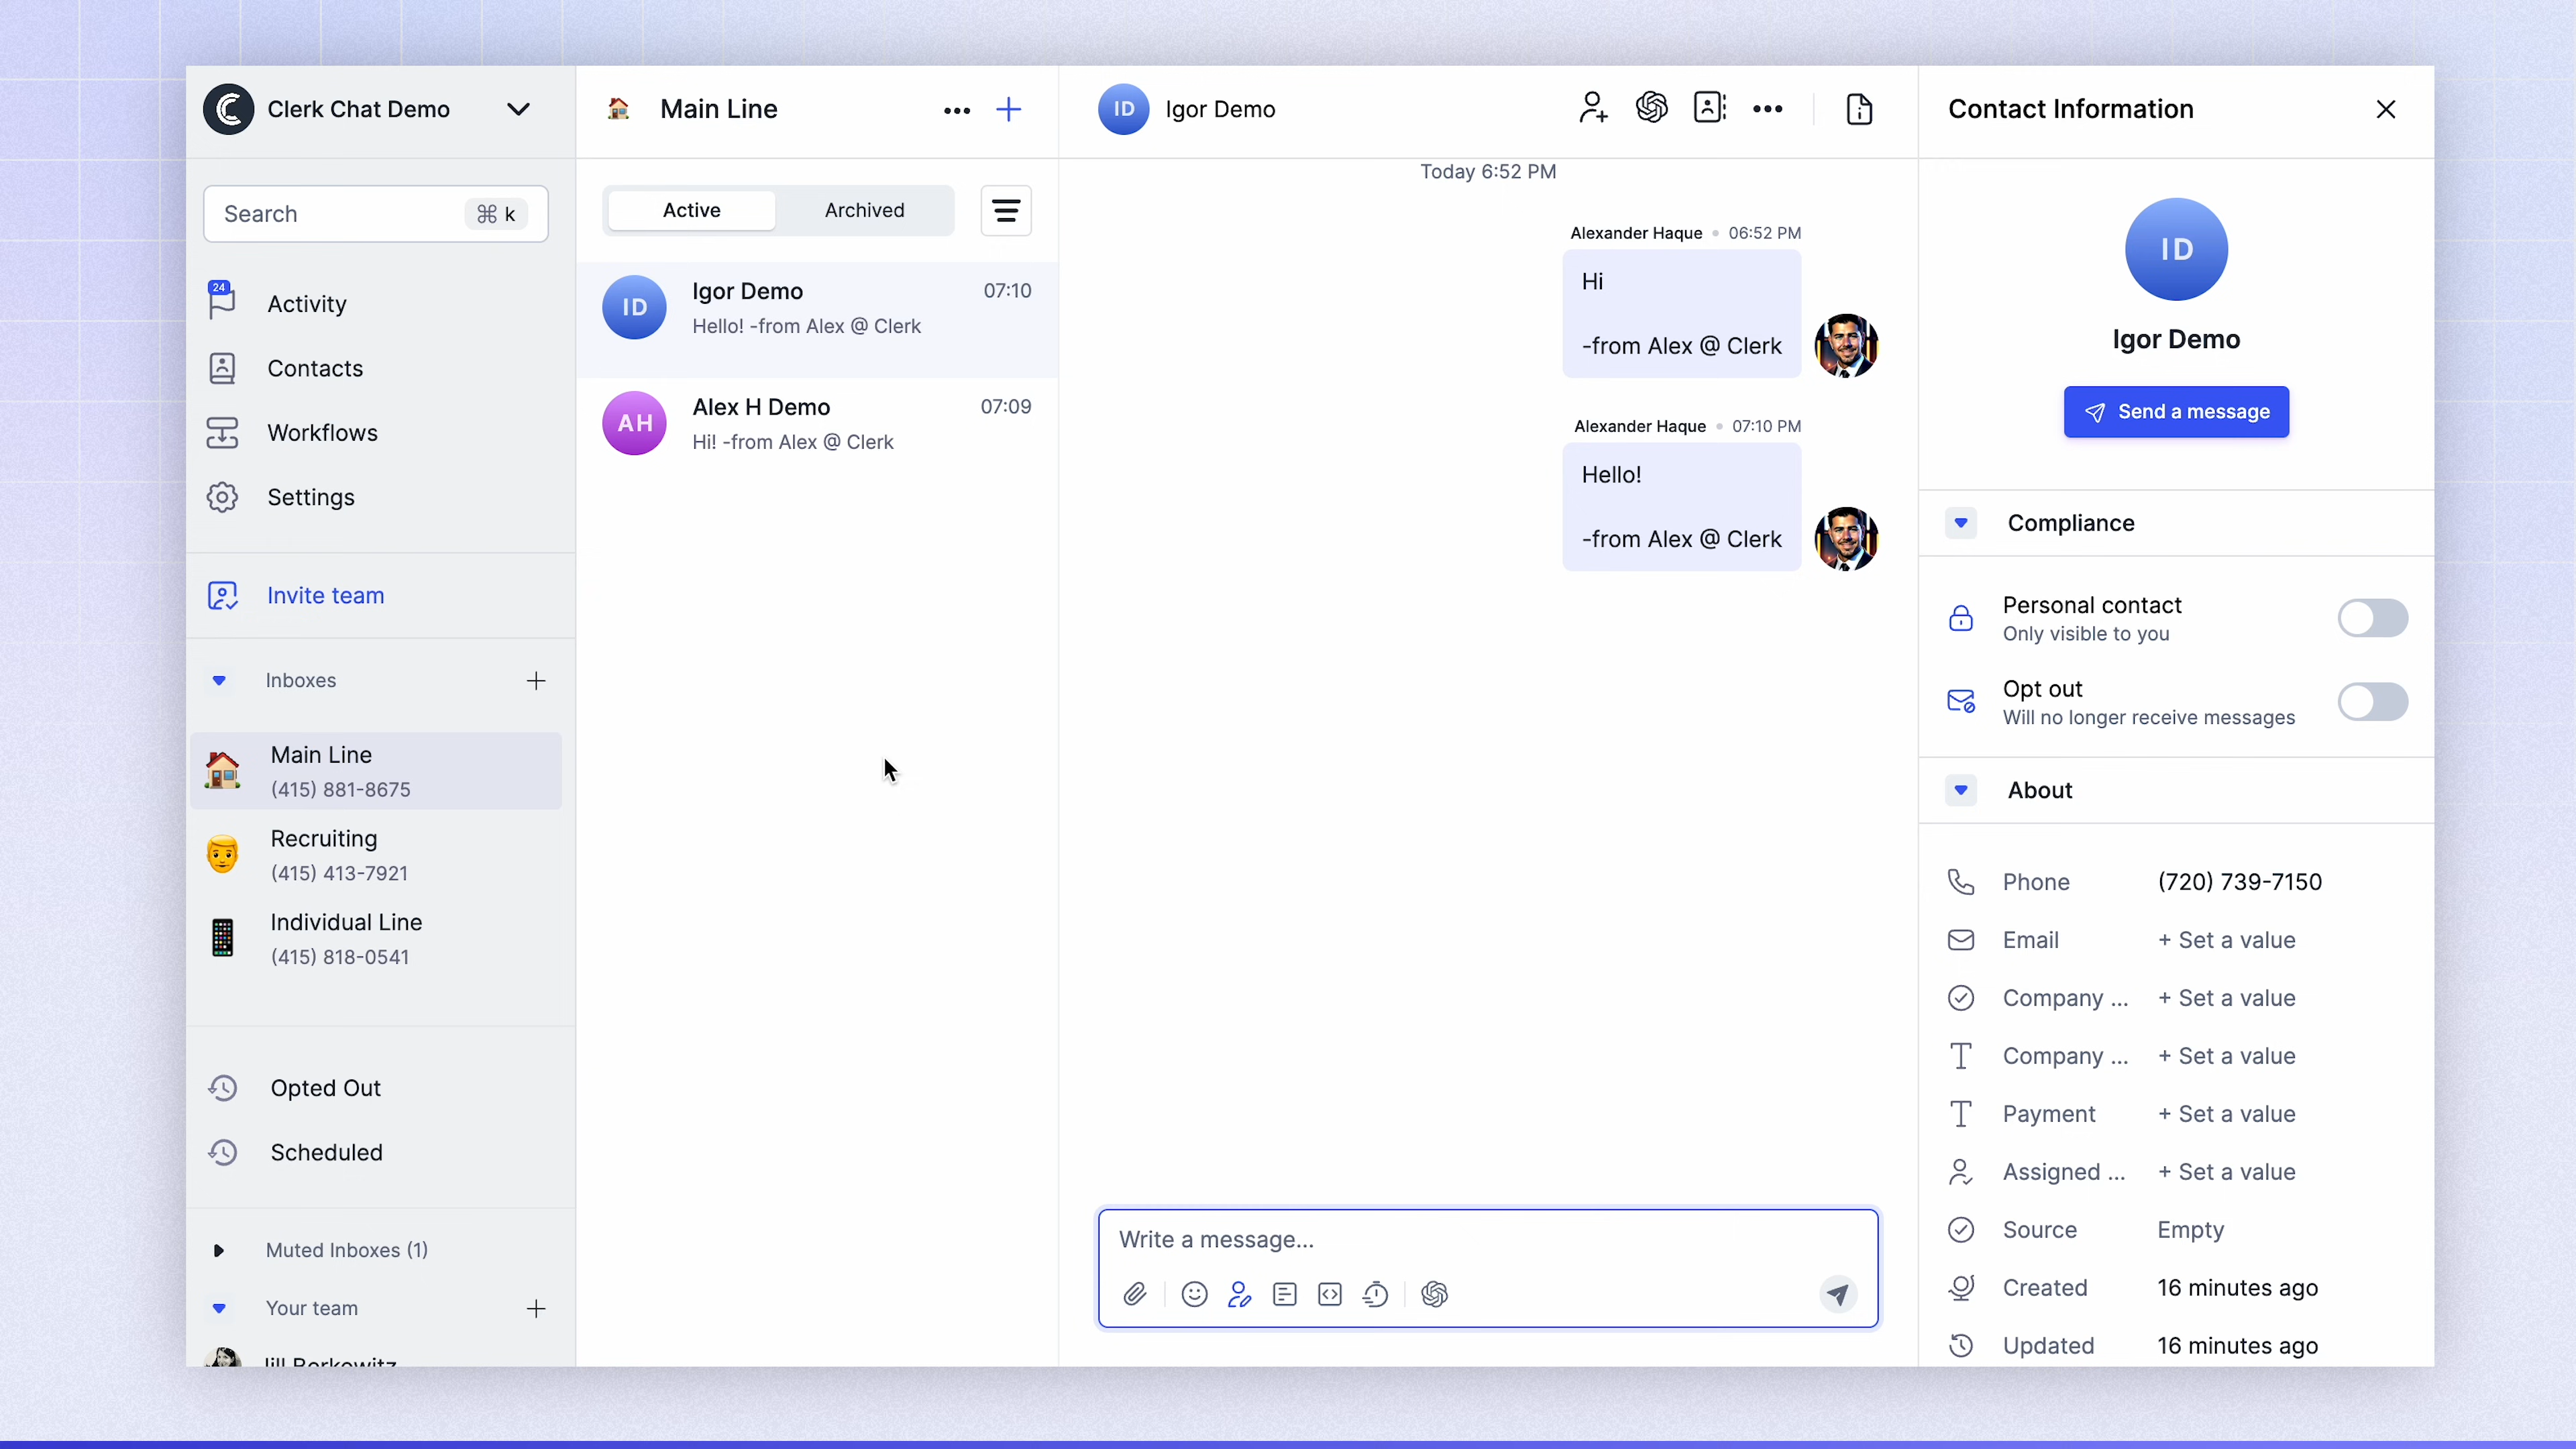 Clerk Chat Demo
Search
⌘ k
24
Activity
Contacts
Workflows
Settings
Invite team
Inboxes
Main Line
(415) 881-8675
Recruiting
(415) 413-7921
Individual Line
(415) 818-0541
Opted Out
Scheduled
Muted Inboxes (1)
Your team
Main Line
Active
Archived
ID
Igor Demo
07:10
Hello! -from Alex @ Clerk
AH
Alex H Demo
07:09
Hi! -from Alex @ Clerk
ID
Igor Demo
Today 6:52 PM
Alexander Haque • 06:52 PM
Hi
-from Alex @ Clerk
Alexander Haque • 07:10 PM
Hello!
-from Alex @ Clerk
Write a message...
Contact Information
ID
Igor Demo
Send a message
Compliance
Personal contact
Only visible to you
Opt out
Will no longer receive messages
About
Phone (720) 739-7150
Email + Set a value
Company ... + Set a value
Company ... + Set a value
Payment + Set a value
Assigned ... + Set a value
Source Empty
Created 16 minutes ago
Updated 16 minutes ago